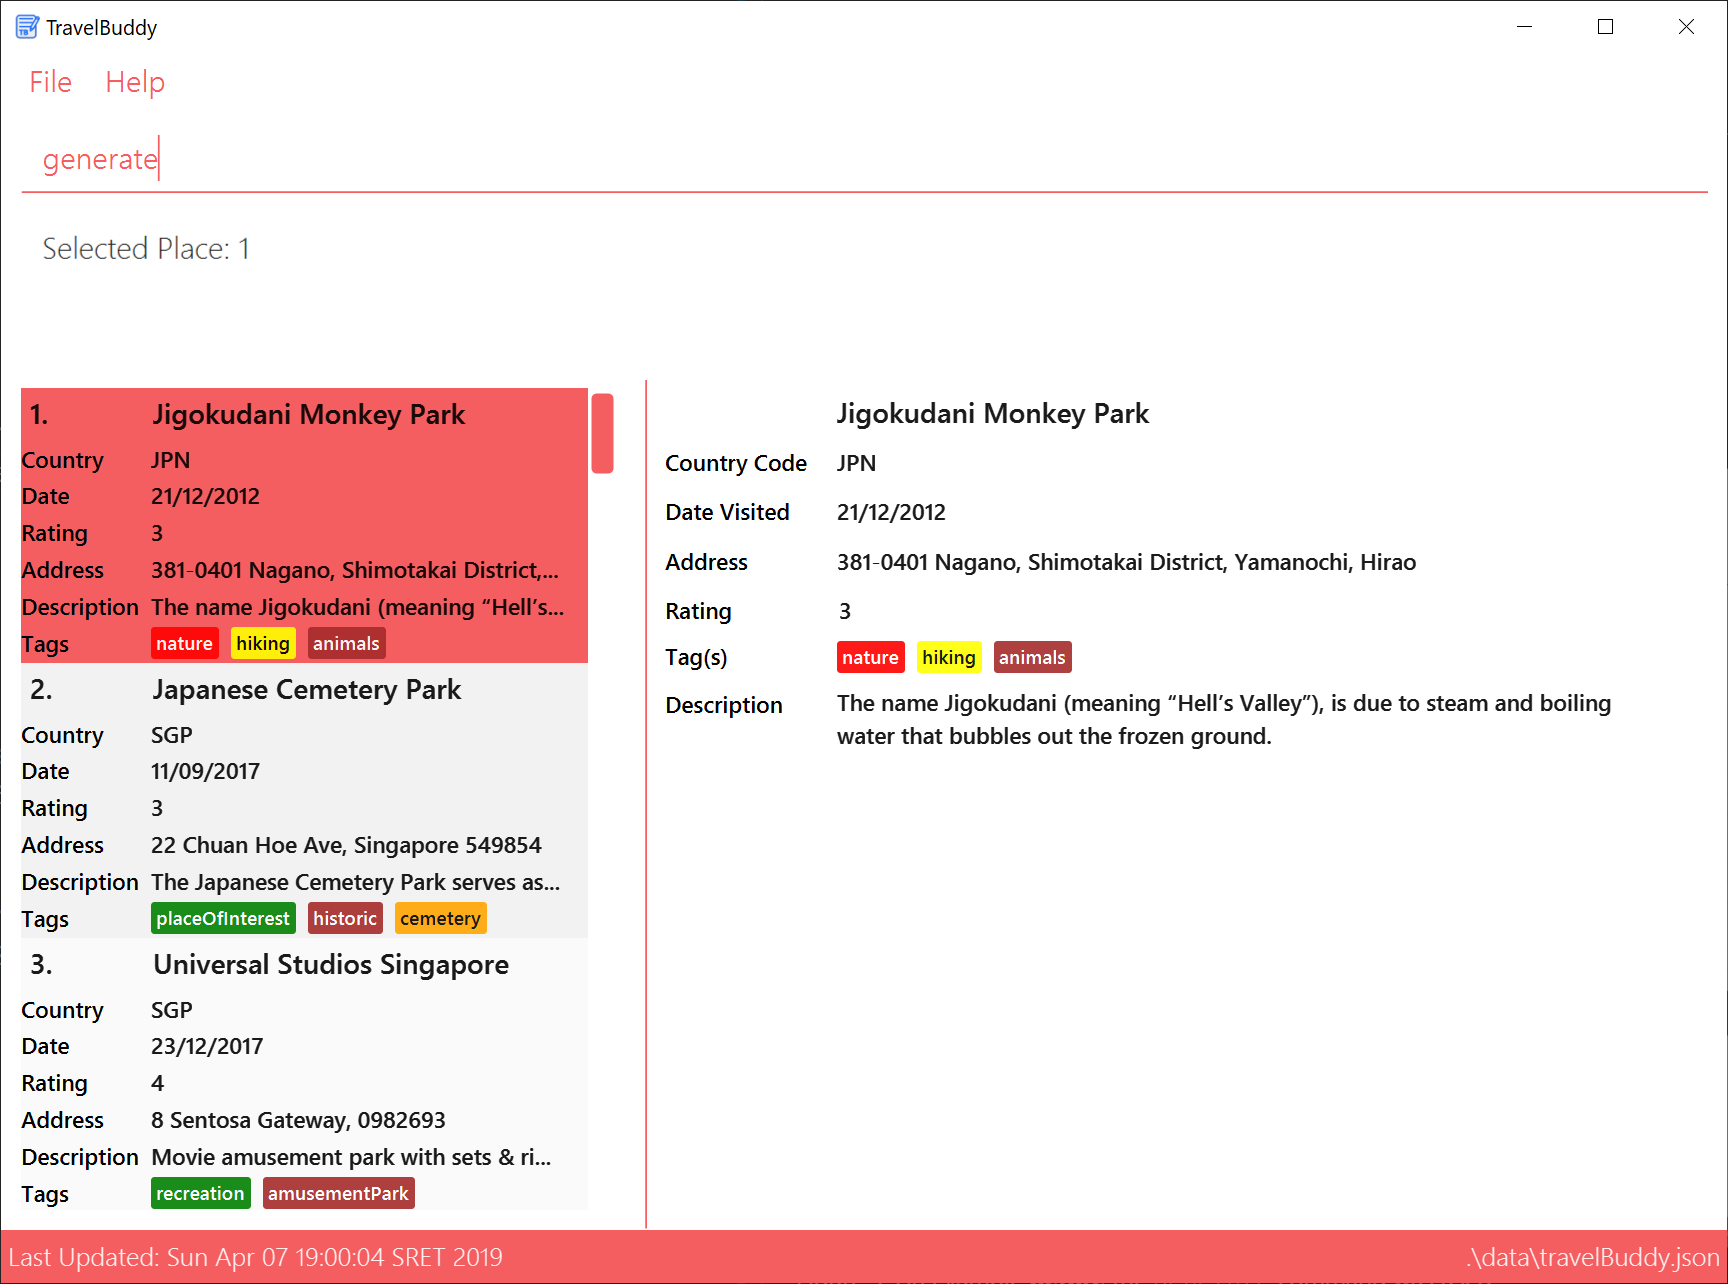 TravelBuddy
File Help
generate
Selected Place: 1
1. Jigokudani Monkey Park
Country JPN
Date 21/12/2012
Rating 3
Address 381-0401 Nagano, Shimotakai District,...
Description The name Jigokudani (meaning “Hell’s...
Tags nature hiking animals
2. Japanese Cemetery Park
Country SGP
Date 11/09/2017
Rating 3
Address 22 Chuan Hoe Ave, Singapore 549854
Description The Japanese Cemetery Park serves as...
Tags placeOfInterest historic cemetery
3. Universal Studios Singapore
Country SGP
Date 23/12/2017
Rating 4
Address 8 Sentosa Gateway, 0982693
Description Movie amusement park with sets & ri...
Tags recreation amusementPark
Jigokudani Monkey Park
Country Code JPN
Date Visited 21/12/2012
Address 381-0401 Nagano, Shimotakai District, Yamanochi, Hirao
Rating 3
Tag(s) nature hiking animals
Description The name Jigokudani (meaning “Hell’s Valley”), is due to steam and boiling
water that bubbles out the frozen ground.
Last Updated: Sun Apr 07 19:00:04 SRET 2019
.\data\travelBuddy.json